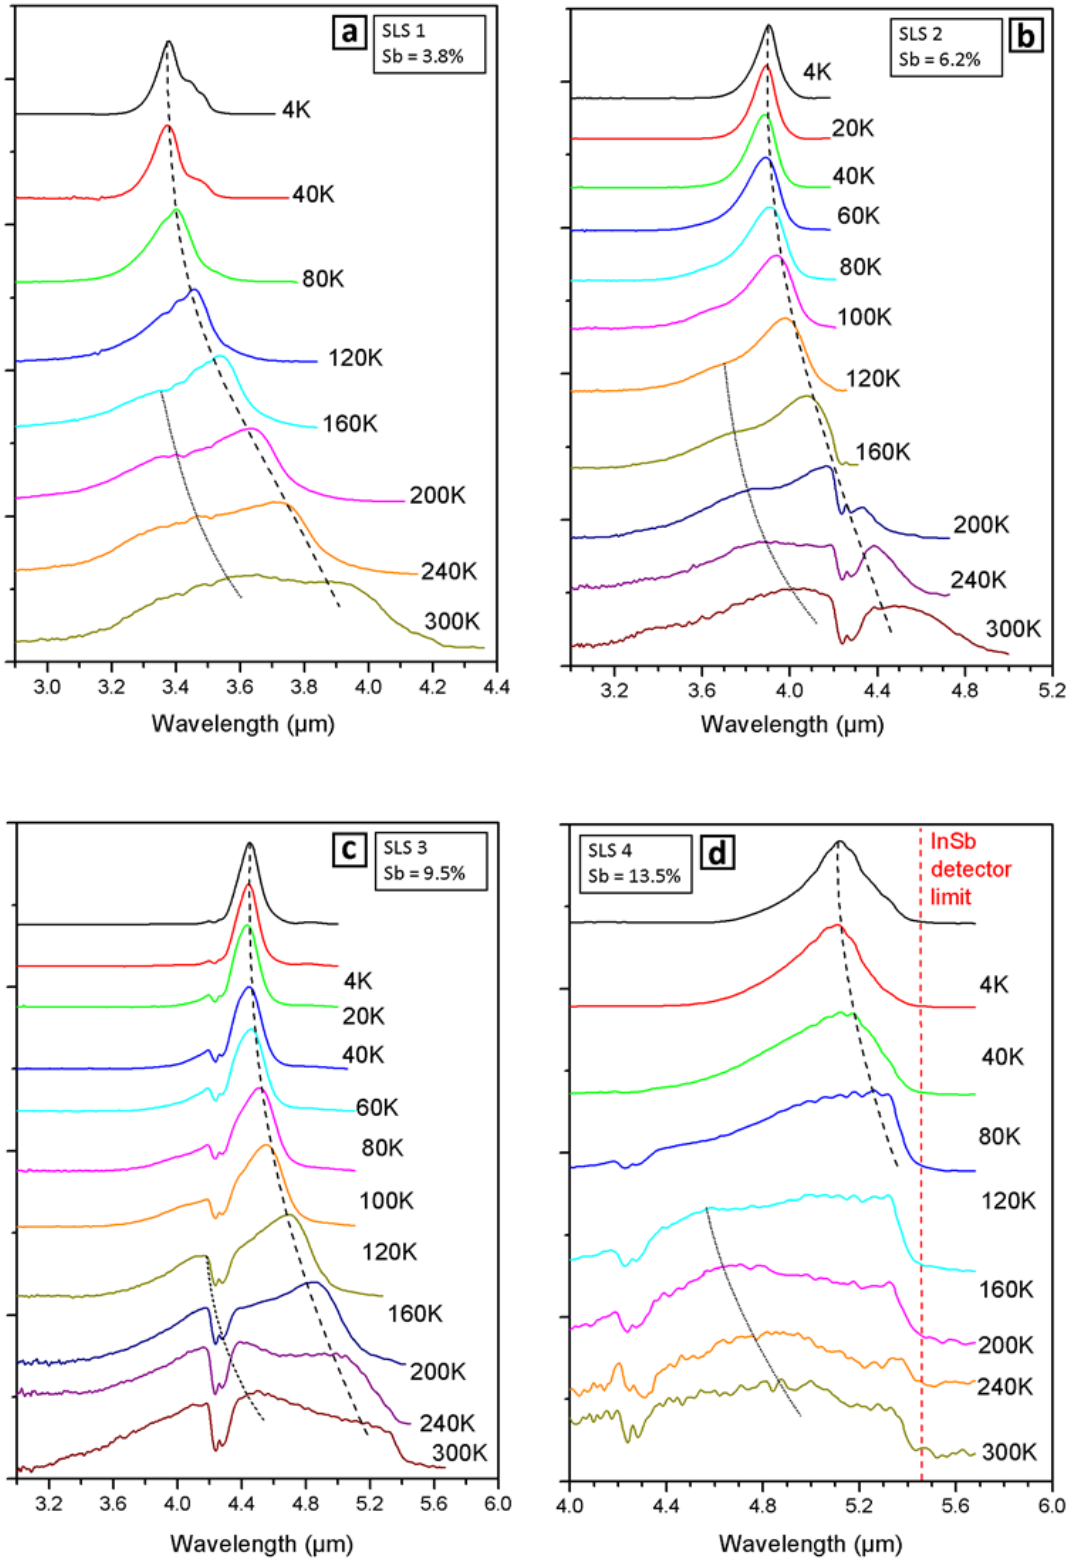 a
SLS 1
Sb = 3.8%
4K
40K
80K
120K
160K
200K
240K
300K
3.0 3.4 3.6 3.8 4.0 4.2 4.4
Wavelength (µm)
b
SLS 2
Sb = 6.2%
4K
20K
40K
60K
80K
100K
120K
160K
200K
240K
300K
3.2 3.6 4.0 4.4 4.8 5.2
Wavelength (µm)
c
SLS 3
Sb = 9.5%
4K
20K
40K
60K
80K
100K
120K
160K
200K
240K
300K
3.2 3.6 4.0 4.4 4.8 5.2 5.6 6.0
Wavelength (µm)
SLS 4
Sb = 13.5%
d
InSb
detector
limit
4K
40K
80K
120K
160K
200K
240K
300K
4.0 4.4 4.8 5.2 5.6 6.0
Wavelength (µm)